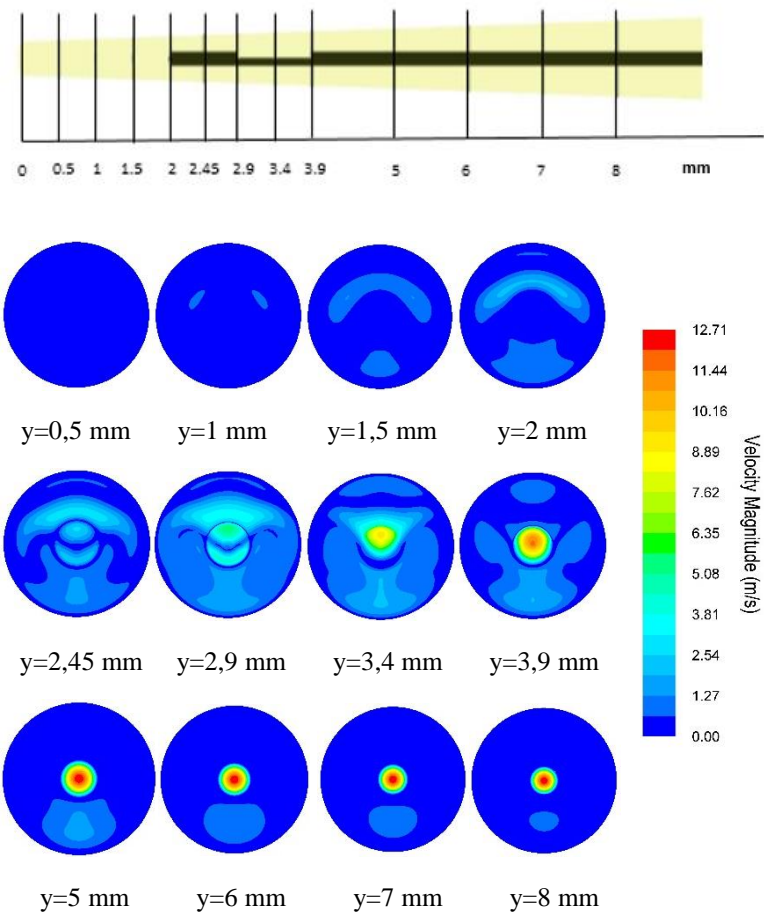 0 0.5 1 1.5 2 2.45 2.9 3.4 3.9 5 6 7 8 mm
y=0,5 mm y=1 mm y=1,5 mm y=2 mm
y=2,45 mm y=2,9 mm y=3,4 mm y=3,9 mm
y=5 mm y=6 mm y=7 mm y=8 mm
12.71
11.44
10.16
8.89
7.62
6.35
5.08
3.81
2.54
1.27
0.00
Velocity Magnitude (m/s)